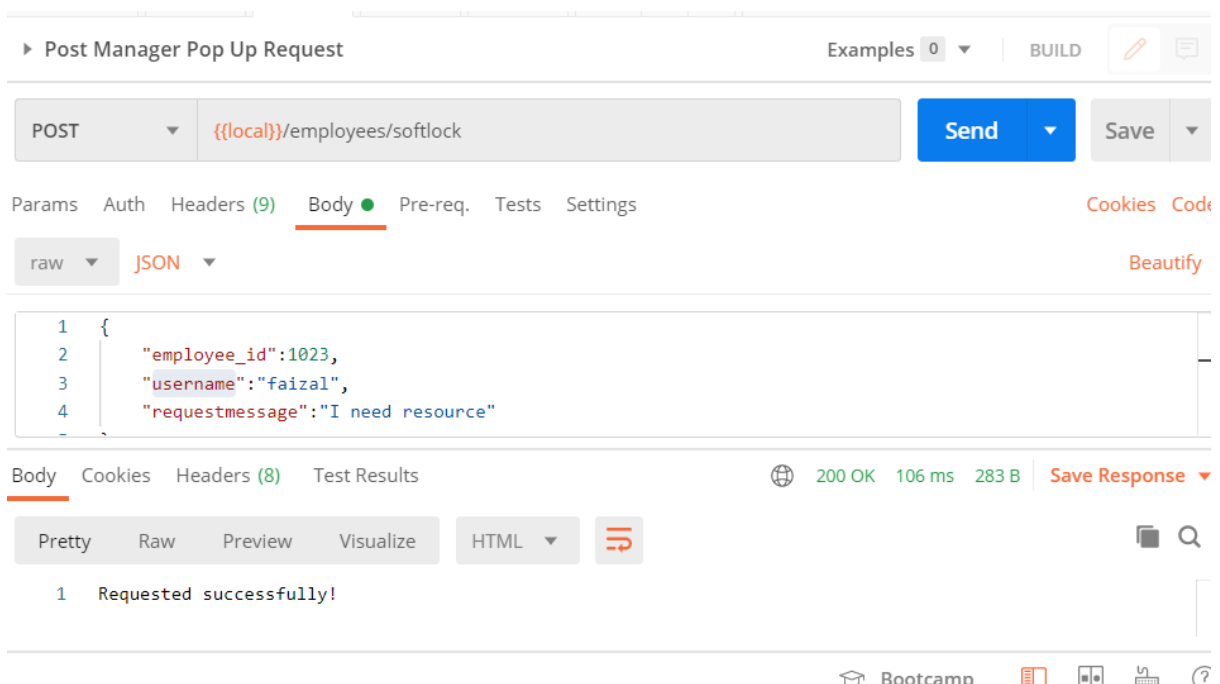 Post Manager Pop Up Request Examples 0 BUILD
POST {{local}}/employees/softlock Send Save
Params Auth Headers (9) Body Pre-req. Tests Settings Cookies Code
raw JSON Beautify
1 {
2 "employee_id":1023,
3 "username":"faizal",
4 "requestmessage":"I need resource"
Body Cookies Headers (8) Test Results 200 OK 106 ms 283 B Save Response
Pretty Raw Preview Visualize HTML
1 Requested successfully!
Bootcamp